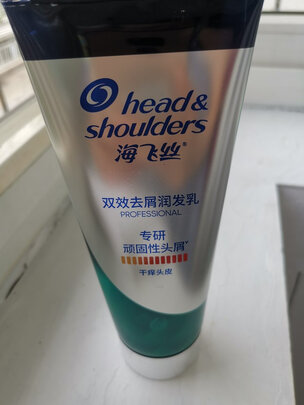 head&
shoulders
海飞丝®
双效去屑润发乳
PROFESSIONAL
专研
顽固性头屑
干痒头皮